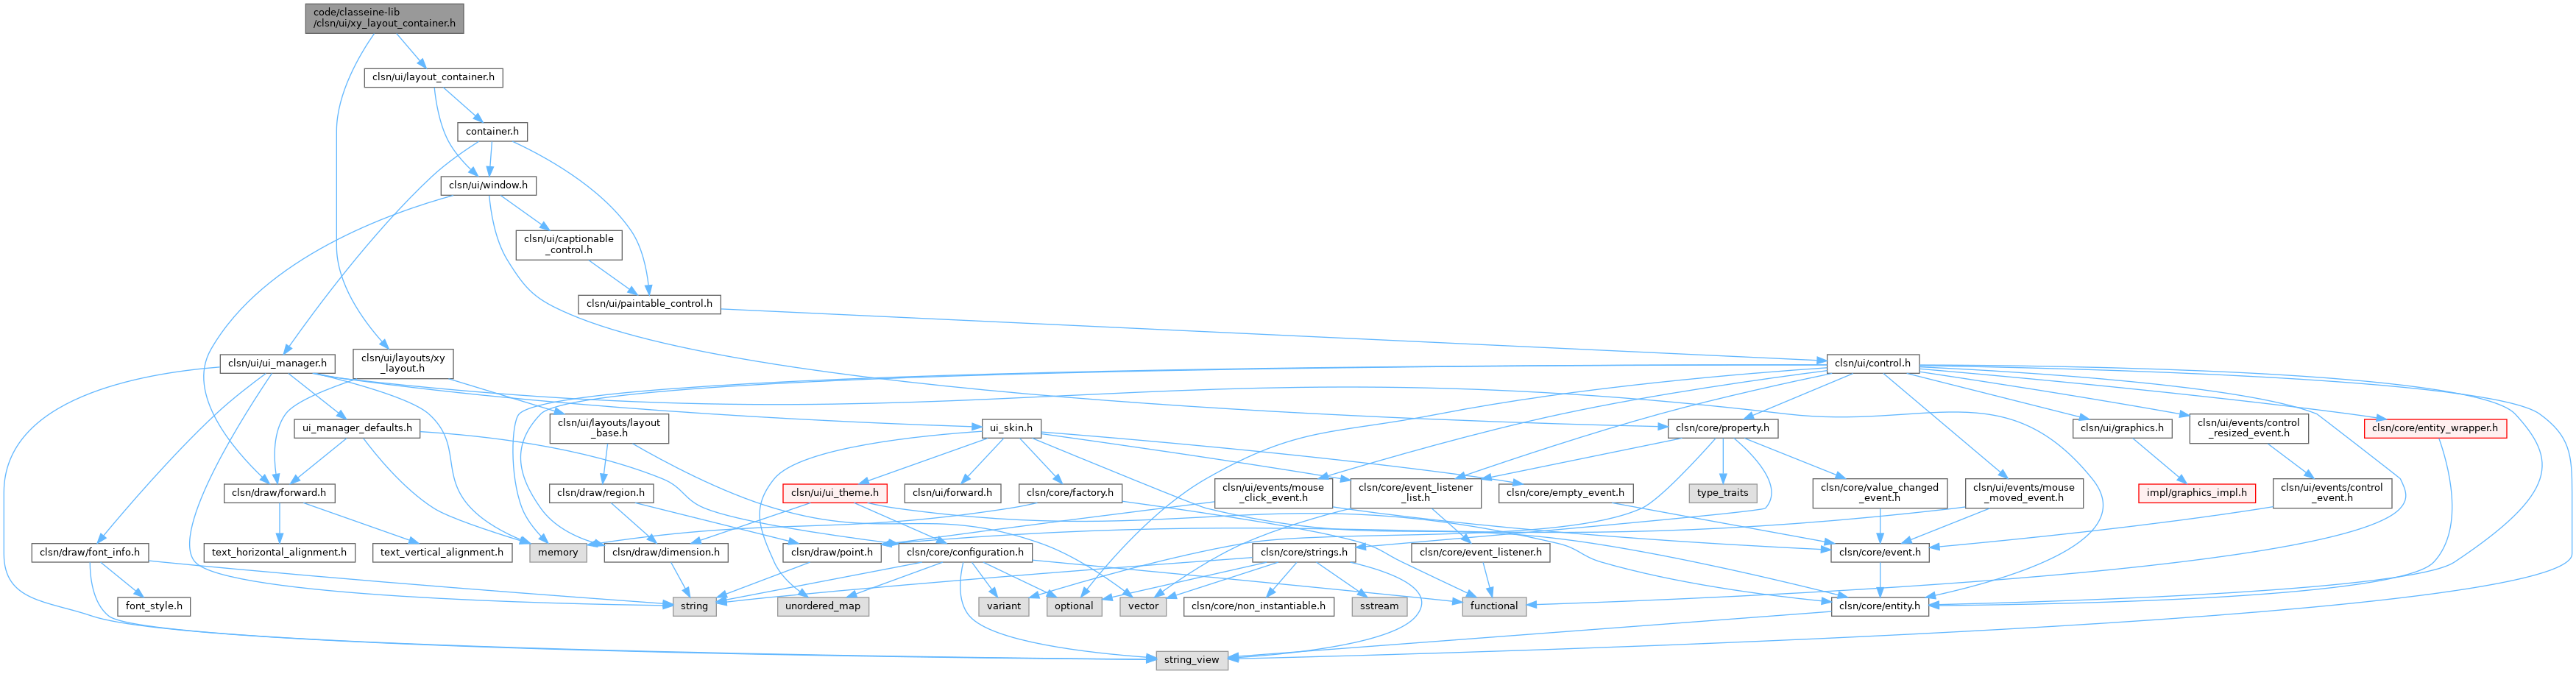 code/classeine-lib
/clsn/ui/xy_layout_container.h
clsn/ui/layout_container.h
container.h
clsn/ui/window.h
clsn/ui/captionable
_control.h
clsn/ui/paintable_control.h
clsn/ui/ui_manager.h
clsn/ui/layouts/xy
_layout.h
clsn/ui/control.h
ui_manager_defaults.h
clsn/ui/layouts/layout
_base.h
ui_skin.h
clsn/core/property.h
clsn/ui/graphics.h
clsn/ui/events/control
_resized_event.h
clsn/core/entity_wrapper.h
clsn/draw/forward.h
clsn/draw/region.h
clsn/ui/ui_theme.h
clsn/ui/forward.h
clsn/core/factory.h
clsn/ui/events/mouse
_click_event.h
clsn/core/event_listener
_list.h
clsn/core/empty_event.h
type_traits
clsn/core/value_changed
_event.h
clsn/ui/events/mouse
_moved_event.h
impl/graphics_impl.h
clsn/ui/events/control
_event.h
clsn/draw/font_info.h
text_horizontal_alignment.h
text_vertical_alignment.h
memory
clsn/draw/dimension.h
clsn/draw/point.h
clsn/core/configuration.h
clsn/core/strings.h
clsn/core/event_listener.h
clsn/core/event.h
font_style.h
string
unordered_map
variant
optional
vector
clsn/core/non_instantiable.h
sstream
functional
clsn/core/entity.h
string_view